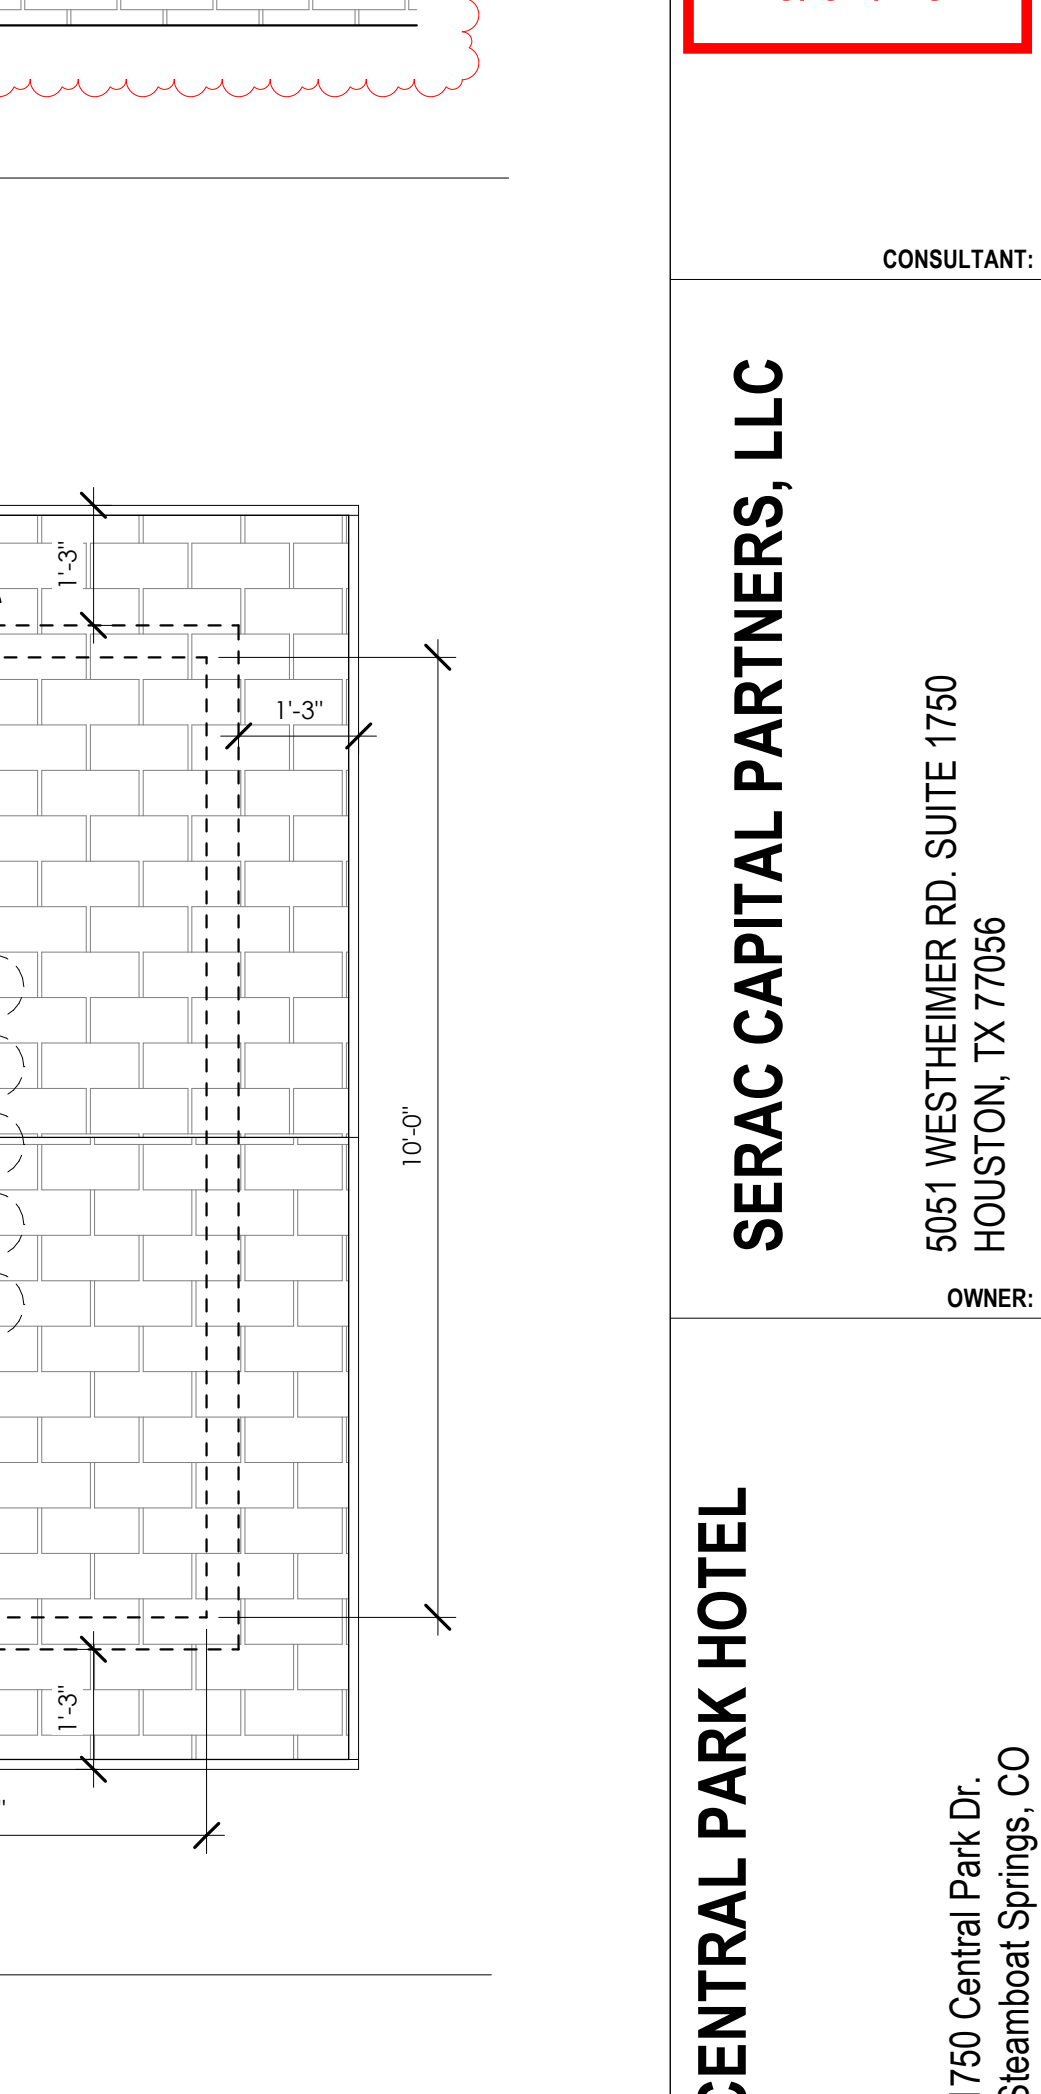 CONSULTANT:
SERAC CAPITAL PARTNERS, LLC
5051 WESTHEIMER RD. SUITE 1750
HOUSTON, TX 77056
OWNER:
CENTRAL PARK HOTEL
1750 Central Park Dr.
Steamboat Springs, CO
1'-3"
1'-3"
10'-0"
1'-3"